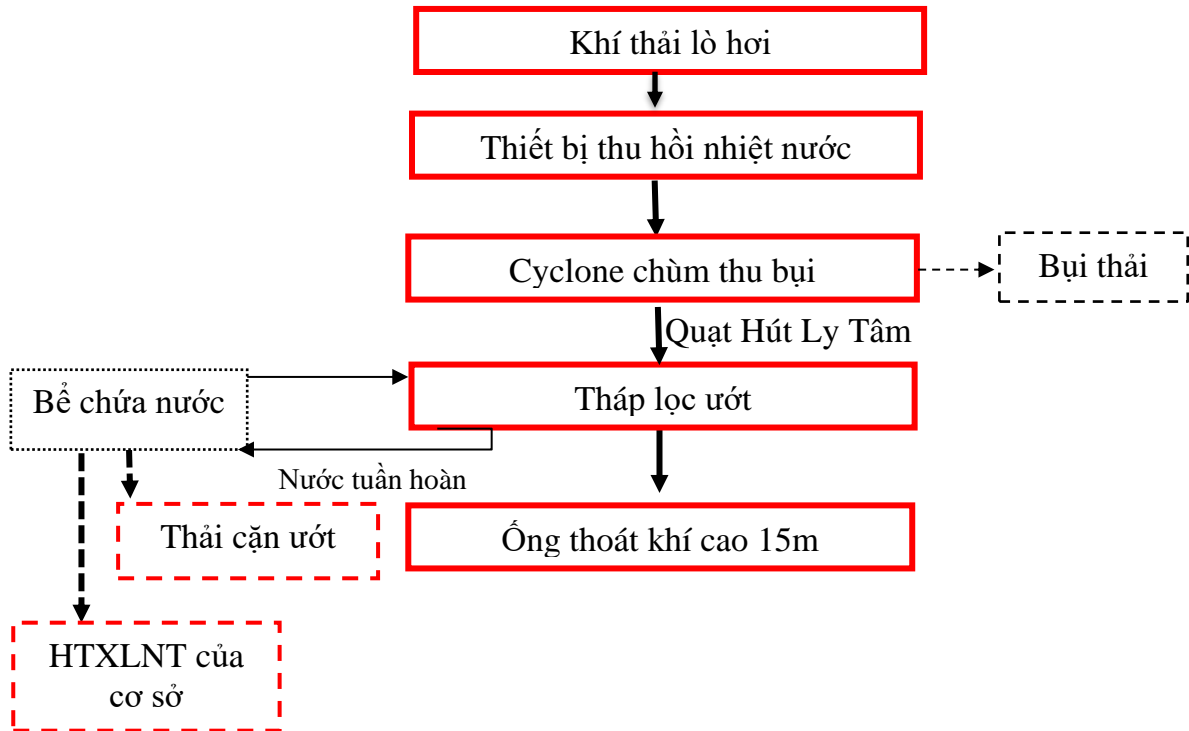 Khí thải lò hơi
Thiết bị thu hồi nhiệt nước
Cyclone chùm thu bụi
Bụi thải
Quạt Hút Ly Tâm
Bể chứa nước
Tháp lọc ướt
Nước tuần hoàn
Thải cặn ướt
Ống thoát khí cao 15m
HTXLNT của
cơ sở